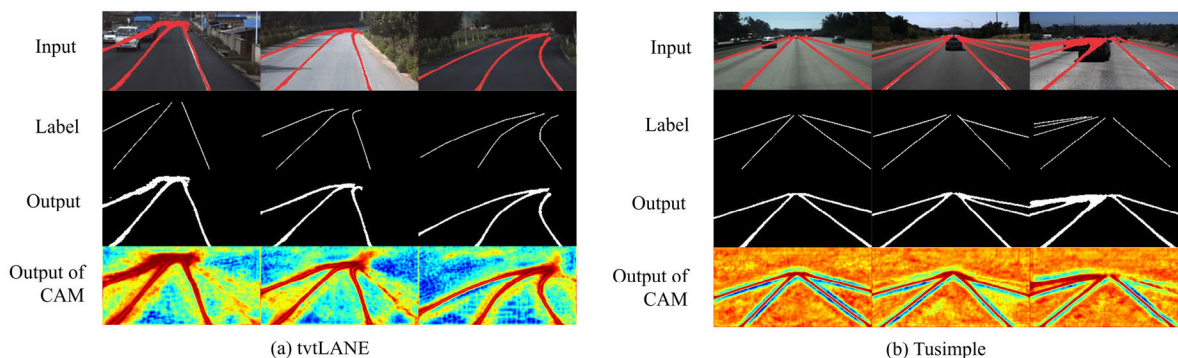 Input
Label
Output
Output of
CAM
(a) tvtLANE
Input
Label
Output
Output of
CAM
(b) Tusimple